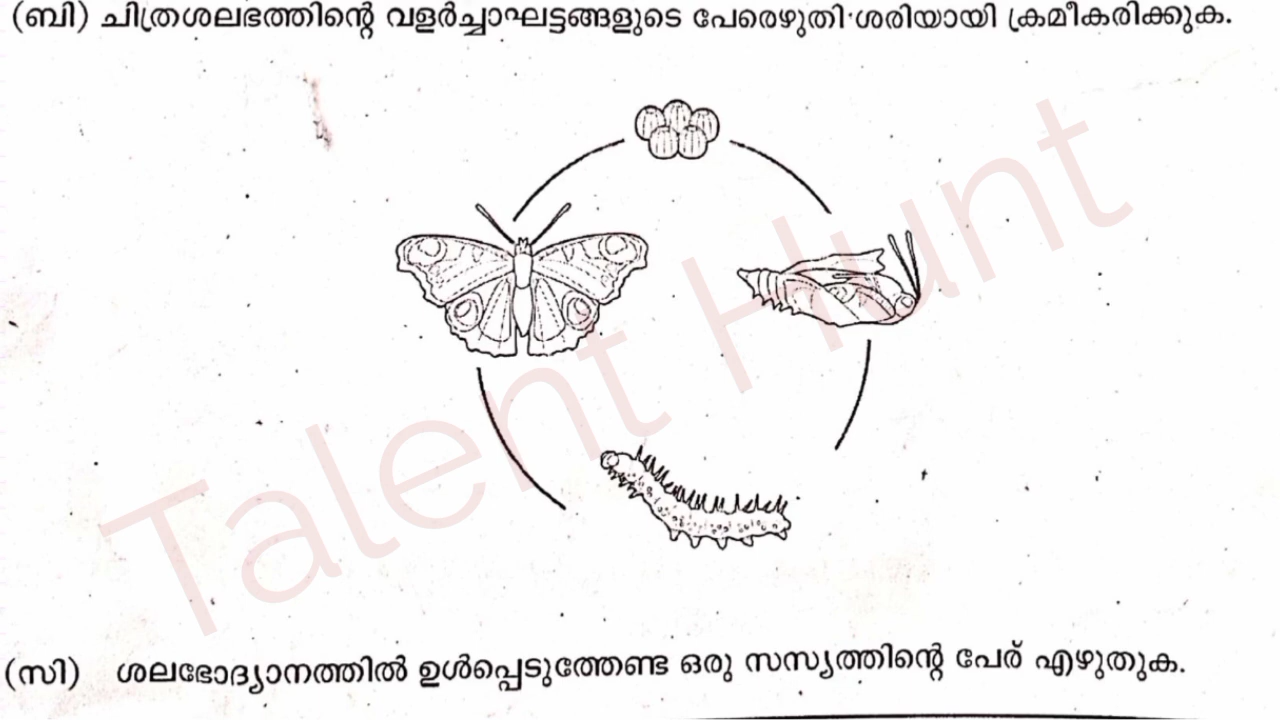 (ബി) ചിത്രശലഭത്തിന്റെ വളർച്ചാഘട്ടങ്ങളുടെ പേരെഴുതി ശരിയായി ക്രമീകരിക്കുക.
Talent Hunt
(സി) ശലഭോദ്യാനത്തിൽ ഉൾപ്പെടുത്തേണ്ട ഒരു സസ്യത്തിന്റെ പേര് എഴുതുക.